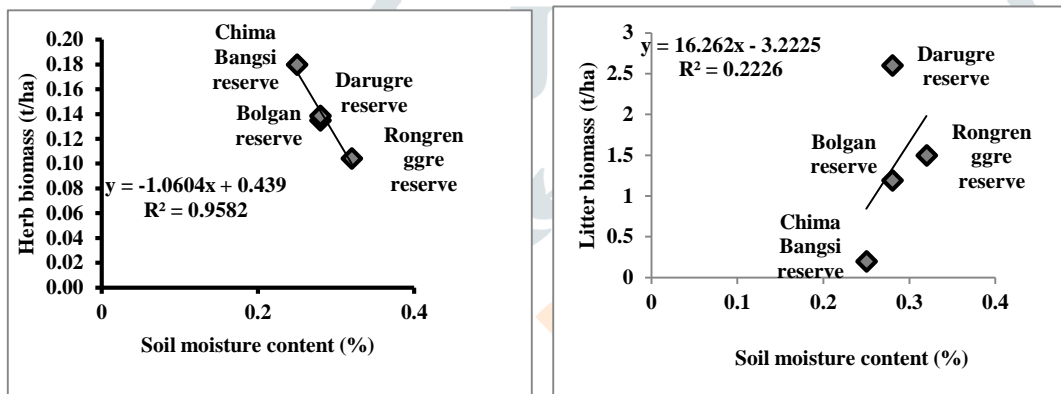 0.20
0.18
0.16
0.14
0.12
0.10
0.08
0.06
0.04
0.02
0.00
Herb biomass (t/ha)
Chima
Bangsi
reserve
Darugre
reserve
Bolgan
reserve
Rongren
ggre
reserve
y = -1.0604x + 0.439
R² = 0.9582
0
0.2
0.4
Soil moisture content (%)
3
2.5
2
1.5
1
0.5
0
Litter biomass (t/ha)
y = 16.262x - 3.2225
R² = 0.2226
Darugre
reserve
Bolgan
reserve
Rongren
ggre
reserve
Chima
Bangsi
reserve
0
0.1
0.2
0.3
0.4
Soil moisture content (%)